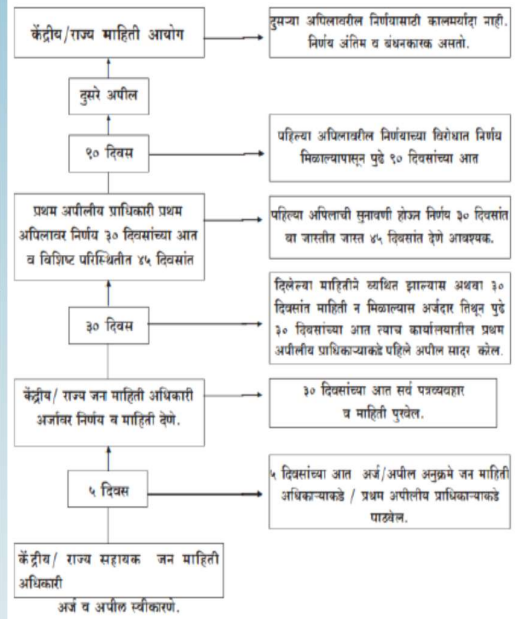 केंद्रीय/राज्य माहिती आयोग
दुसऱ्या अपिलावरील निर्णयासाठी कालमर्यादा नाही.
निर्णय अंतिम व बंधनकारक असतो.
दुसरे अपील
९० दिवस
पहिल्या अपिलावरील निर्णयाच्या विरोधात निर्णय
मिळाल्यापासून पुढे ९० दिवसांच्या आत
प्रथम अपीलीय प्राधिकारी प्रथम
अपिलावर निर्णय ३० दिवसांच्या आत
व विशिष्ट परिस्थितीत ४५ दिवसांत
पहिल्या अपिलाची सुनावणी होऊन निर्णय ३० दिवसांत
वा जास्तीत जास्त ४५ दिवसांत देणे आवश्यक.
दिलेल्या माहितीने व्यथित झाल्यास अथवा ३०
दिवसांत माहिती न मिळाल्यास अर्जदार तिथून पुढे
३० दिवसांच्या आत त्याच कार्यालयातील प्रथम
अपीलीय प्राधिकाऱ्याकडे पहिले अपील सादर करेल.
३० दिवस
केंद्रीय/ राज्य जन माहिती अधिकारी
अर्जावर निर्णय व माहिती देणे.
३० दिवसांच्या आत सर्व पत्रव्यवहार
व माहिती पुरवेल.
५ दिवस
५ दिवसांच्या आत अर्ज/अपील अनुक्रमे जन माहिती
अधिकाऱ्याकडे / प्रथम अपीलीय प्राधिकाऱ्याकडे
पाठवेल.
केंद्रीय/ राज्य सहायक जन माहिती
अधिकारी
अर्ज व अपील स्वीकारणे.